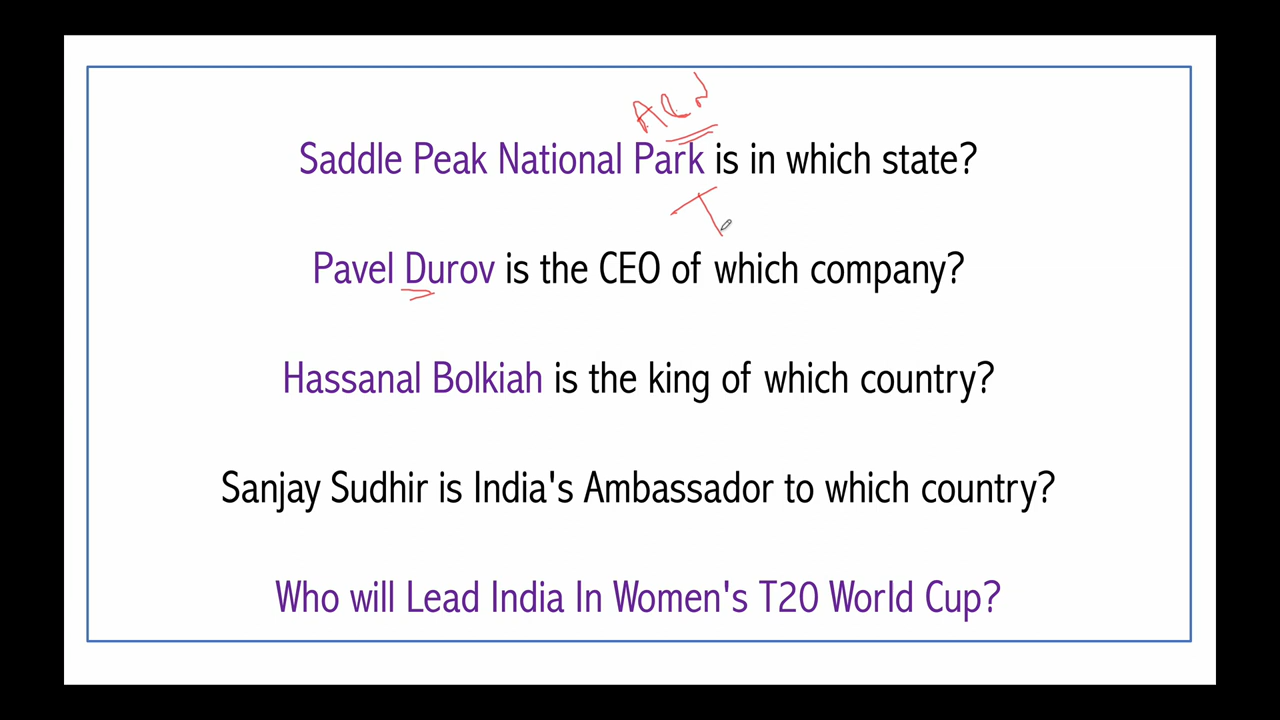 A&N
Saddle Peak National Park is in which state?
T
Pavel Durov is the CEO of which company?
Hassanal Bolkiah is the king of which country?
Sanjay Sudhir is India's Ambassador to which country?
Who will Lead India In Women's T20 World Cup?